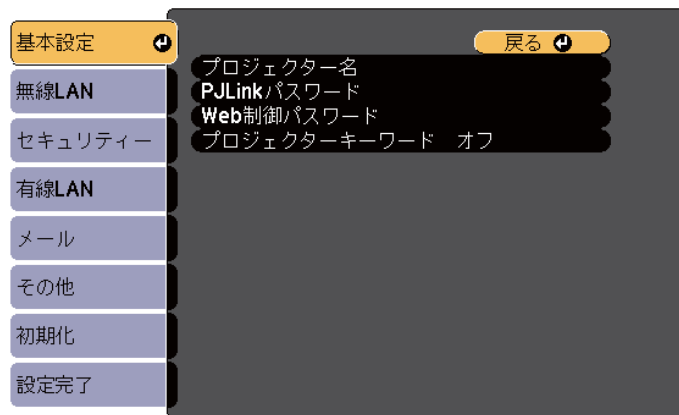 基本設定
無線LAN
セキュリティー
有線LAN
メール
その他
初期化
設定完了
戻る
プロジェクター名
PJLinkパスワード
Web制御パスワード
プロジェクターキーワード オフ